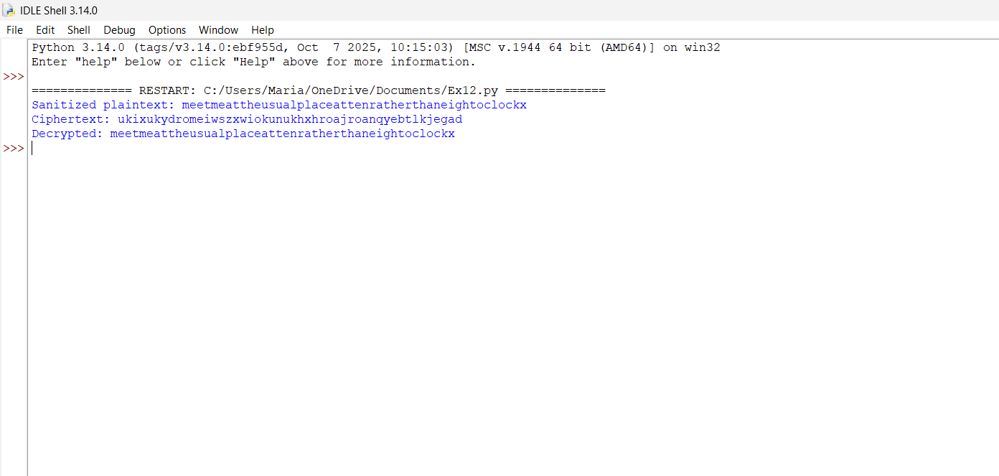 IDLE Shell 3.14.0
File Edit Shell Debug Options Window Help
Python 3.14.0 (tags/v3.14.0:ebf955d, Oct  7 2025, 10:15:03) [MSC v.1944 64 bit (AMD64)] on win32
Enter "help" below or click "Help" above for more information.
>>>
============== RESTART: C:/Users/Maria/OneDrive/Documents/Ex12.py ==============
Sanitized plaintext: meetmeattheusualplaceattenratherthaneightoclockx
Ciphertext: ukixukydromeiwszxwiokunukhxhroajroanqyebtlkjegad
Decrypted: meetmeattheusualplaceattenratherthaneightoclockx
>>>